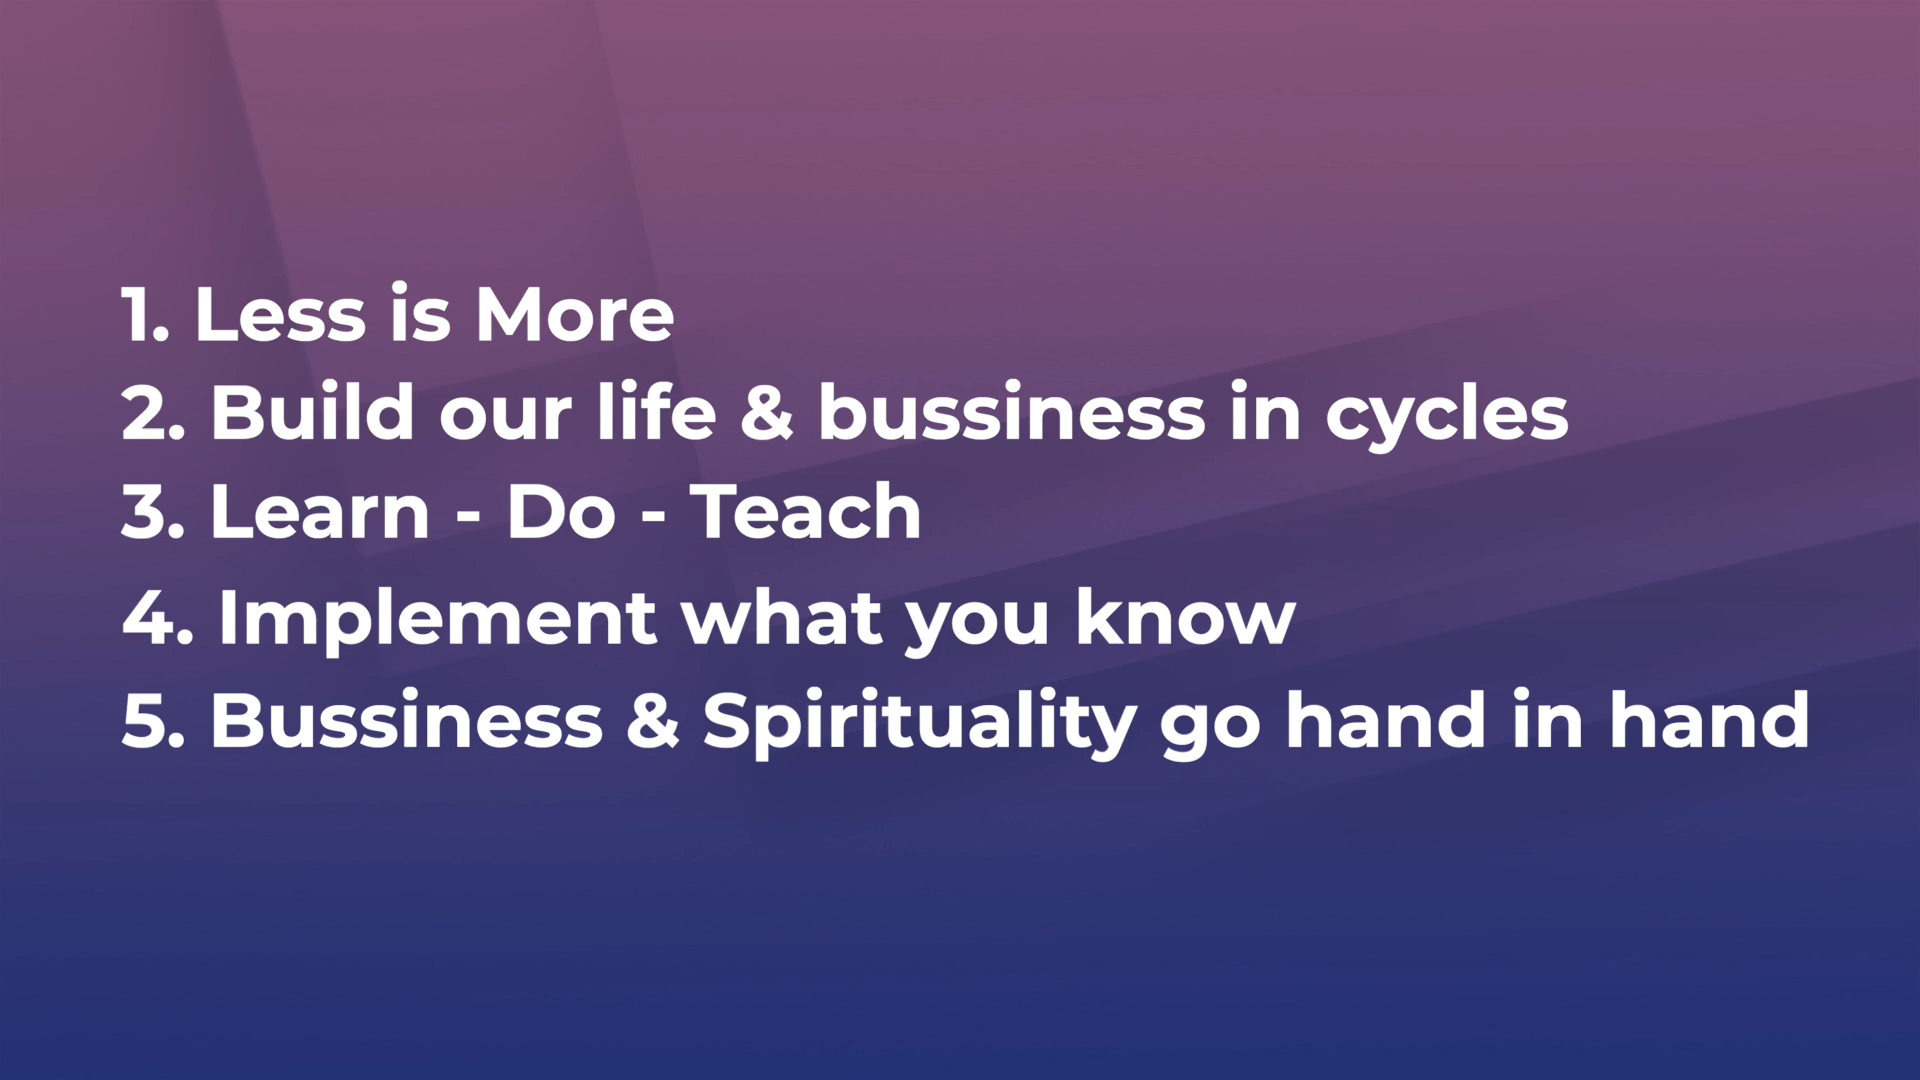 1. Less is More
2. Build our life & bussiness in cycles
3. Learn - Do - Teach
4. Implement what you know
5. Bussiness & Spirituality go hand in hand